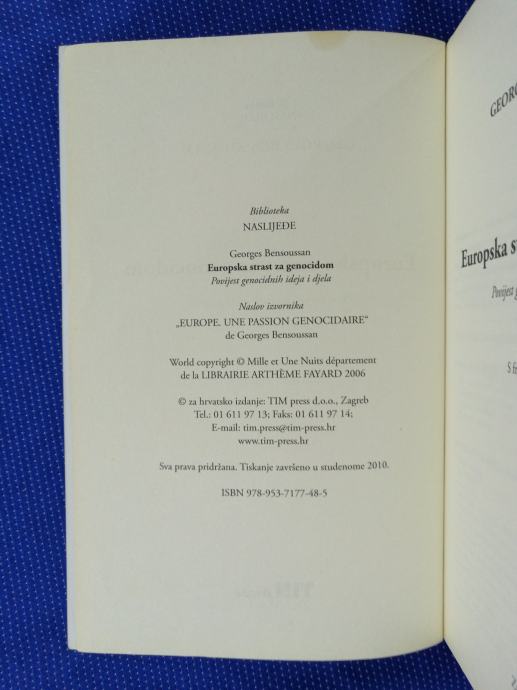 Biblioteka
NASLIJEĐE
Georges Bensoussan
Europska strast za genocidom
Povijest genocidnih ideja i djela
Naslov izvornika
„EUROPE. UNE PASSION GENOCIDAIRE“
de Georges Bensoussan
World copyright © Mille et Une Nuits département
de la LIBRAIRIE ARTHÈME FAYARD 2006
© za hrvatsko izdanje: TIM press d.o.o., Zagreb
Tel.: 01 611 97 13; Faks: 01 611 97 14;
E-mail: tim.press@tim-press.hr
www.tim-press.hr
Sva prava pridržana. Tiskanje završeno u studenome 2010.
ISBN 978-953-7177-48-5
GEORG
Europska s
Povijest g